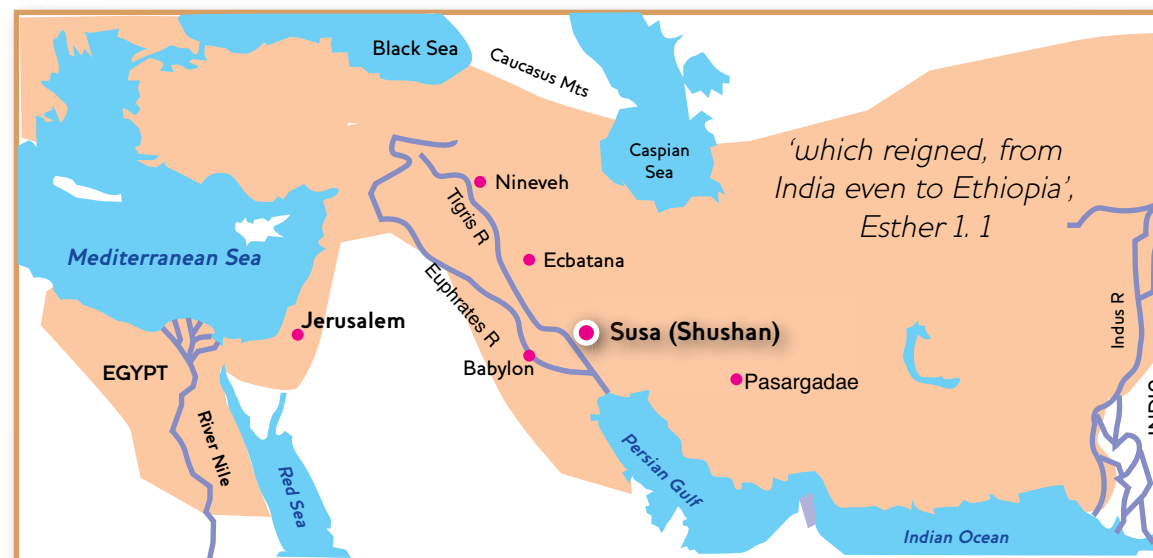 Black Sea
Caucasus Mts
Caspian
Sea
‘which reigned, from
India even to Ethiopia’,
Esther 1. 1
Nineveh
Tigris R
Ecbatana
Mediterranean Sea
Euphrates R
Indus R
Jerusalem
Susa (Shushan)
Babylon
EGYPT
Pasargadae
River Nile
Red Sea
Persian Gulf
Indian Ocean